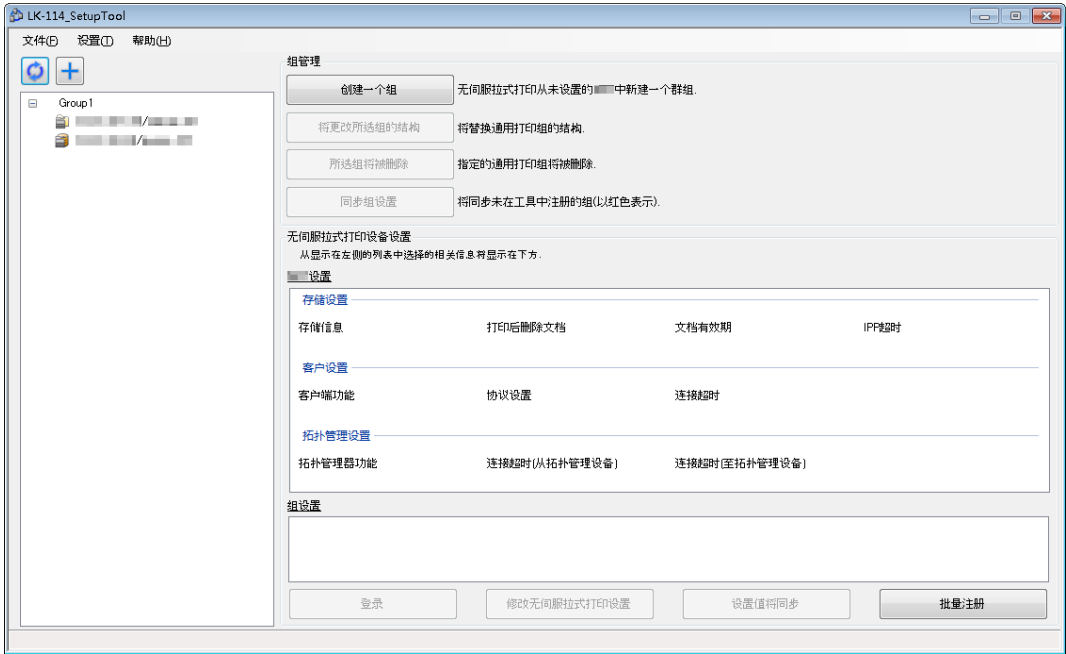 LK-114_SetupTool
文件(F) 设置(T) 帮助(H)
Group1
/
/
组管理
创建一个组 无伺服拉式打印从未设置的 中新建一个群组.
将更改所选组的结构 将替换通用打印组的结构.
所选组将被删除 指定的通用打印组将被删除.
同步组设置 将同步未在工具中注册的组(以红色表示).
无伺服拉式打印设备设置
从显示在左侧的列表中选择的相关信息将显示在下方.
设置
存储设置
存储信息 打印后删除文档 文档有效期 IPP超时
客户设置
客户端功能 协议设置 连接超时
拓扑管理设置
拓扑管理器功能 连接超时(从拓扑管理设备) 连接超时(至拓扑管理设备)
组设置
登录 修改无伺服拉式打印设置 设置值将同步 批量注册